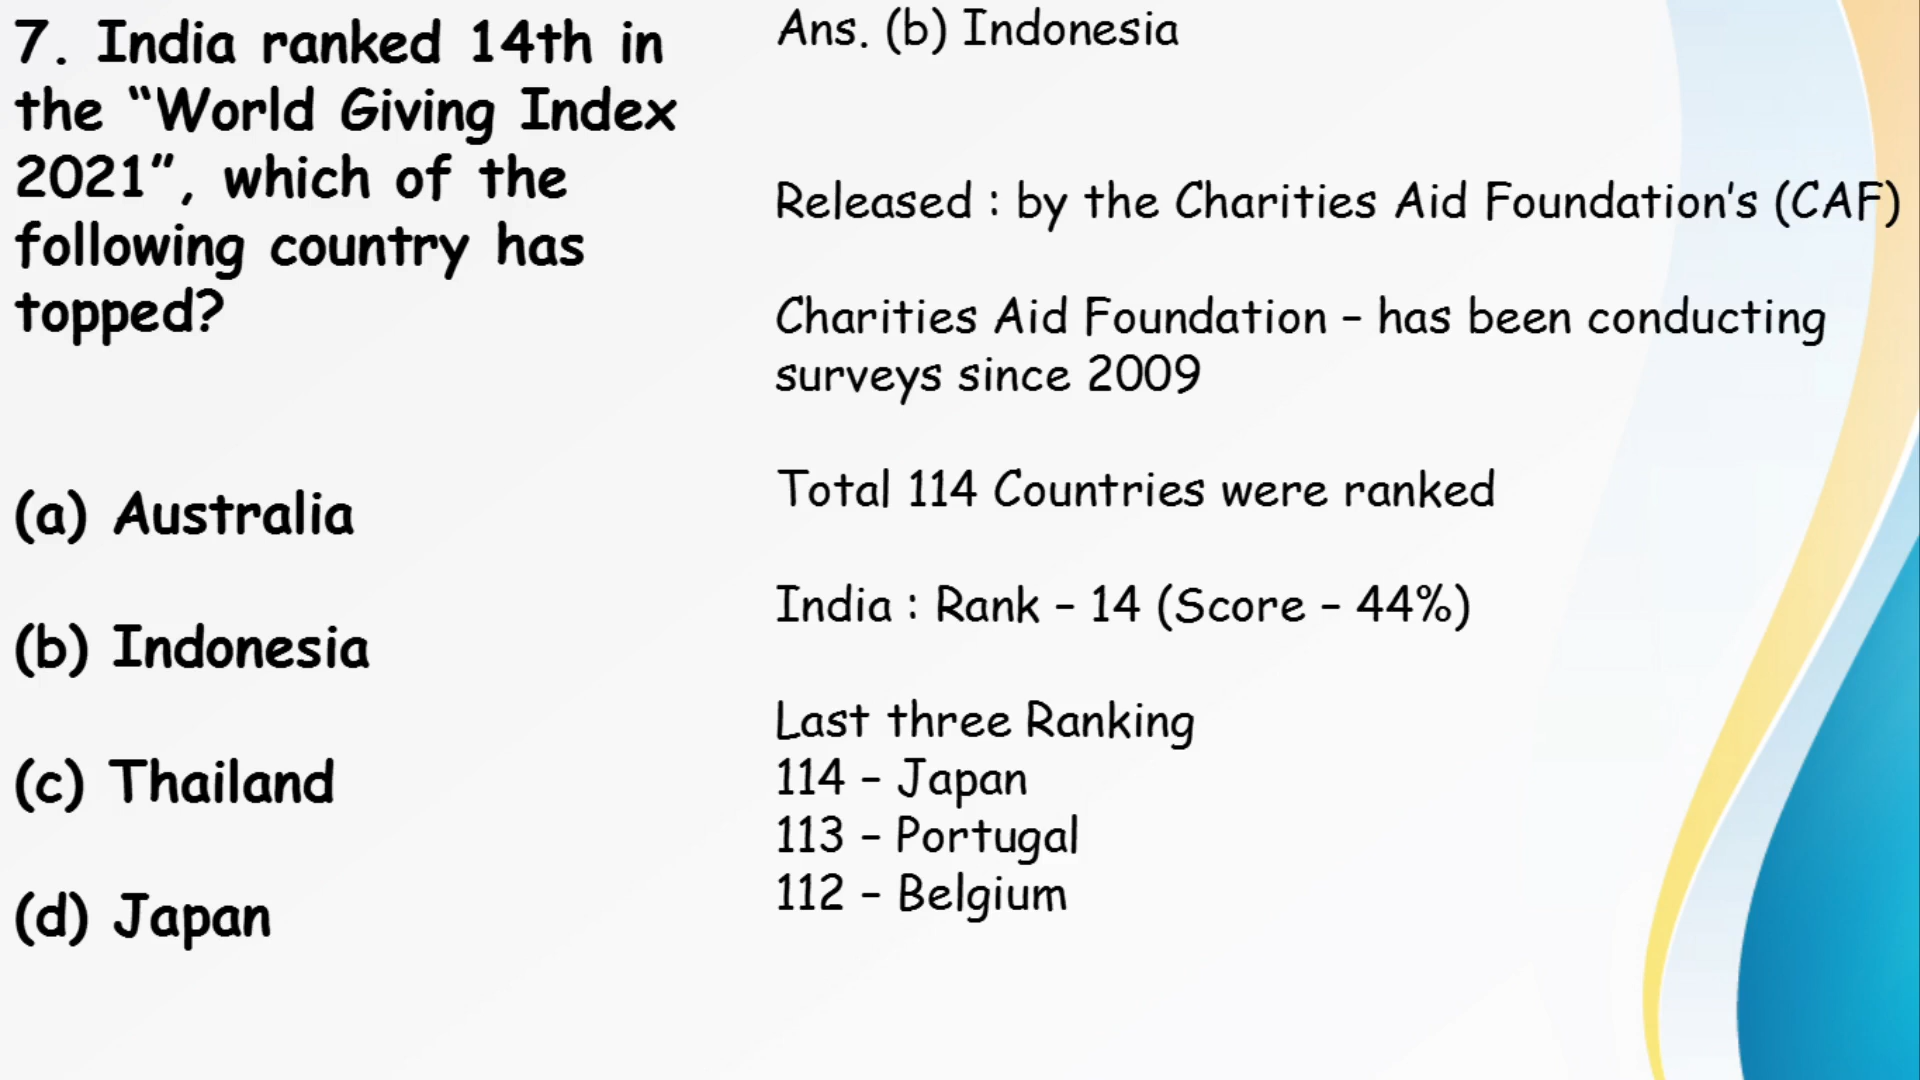 7. India ranked 14th in
the “World Giving Index
2021”, which of the
following country has
topped?
(a) Australia
(b) Indonesia
(c) Thailand
(d) Japan
Ans. (b) Indonesia
Released : by the Charities Aid Foundation’s (CAF)
Charities Aid Foundation – has been conducting
surveys since 2009
Total 114 Countries were ranked
India : Rank – 14 (Score – 44%)
Last three Ranking
114 – Japan
113 – Portugal
112 – Belgium